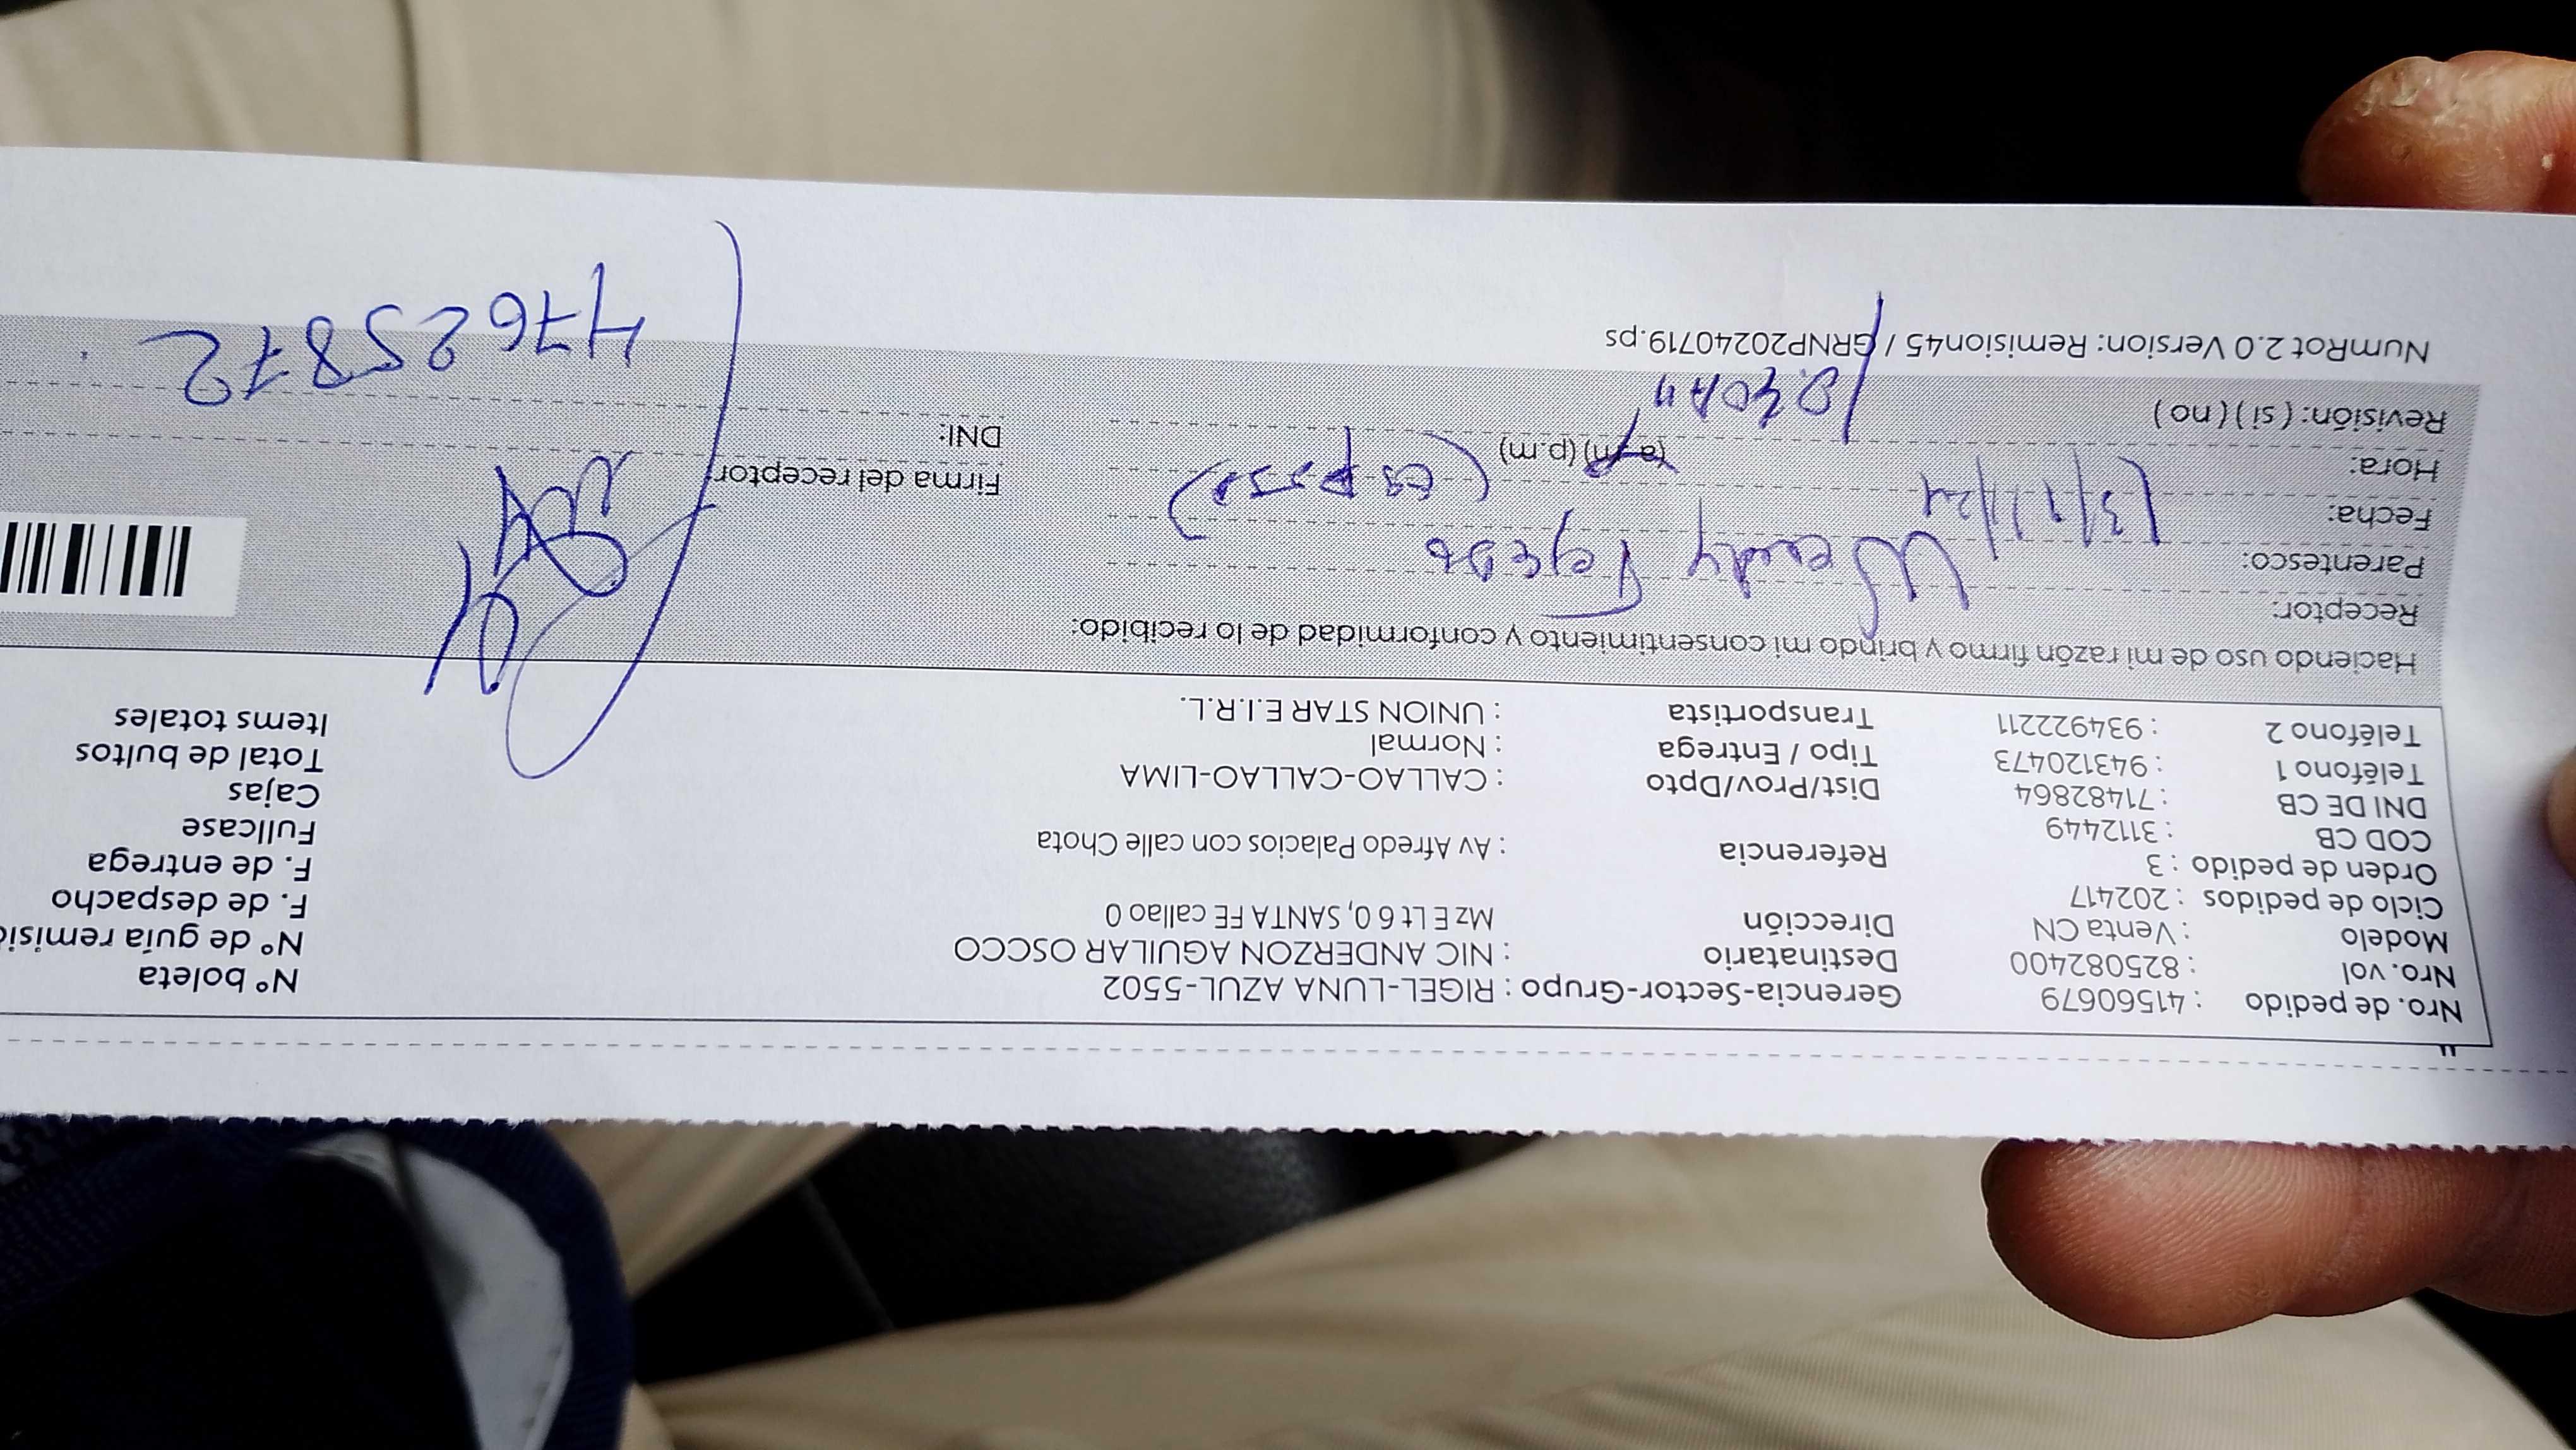 Nro. de pedido : 41560679 Gerencia-Sector-Grupo : RIGEL-LUNA AZUL-5502 N° boleta
Nro. vol : 825082400 Destinatario : NIC ANDERZON AGUILAR OSCCO N° de guía remisi
Modelo : Venta CN Dirección Mz E Lt 6 0, SANTA FE callao 0 F. de despacho
Ciclo de pedidos : 202417 F. de entrega
Orden de pedido : 3 Referencia : Av Afredo Palacios con calle Chota Fullcase
COD CB : 3112449 Cajas
DNI DE CB : 71482864 Dist/Prov/Dpto : CALLAO-CALLAO-LIMA Total de bultos
Teléfono 1 : 943120473 Tipo / Entrega : Normal Items totales
Teléfono 2 : 934922211 Transportista : UNION STAR E.I.R.L.
Haciendo uso de mi razón firmo y brindo mi consentimiento y conformidad de lo recibido:
Receptor: Wendy
Parentesco: (esposa)
Fecha: 13/11/24
Hora: (a.m) (p.m)
Revisión: ( si ) ( no )
Firma del receptor
DNI: 47625872
NumRot 2.0 Version: Remision45 / GRNP20240719.ps